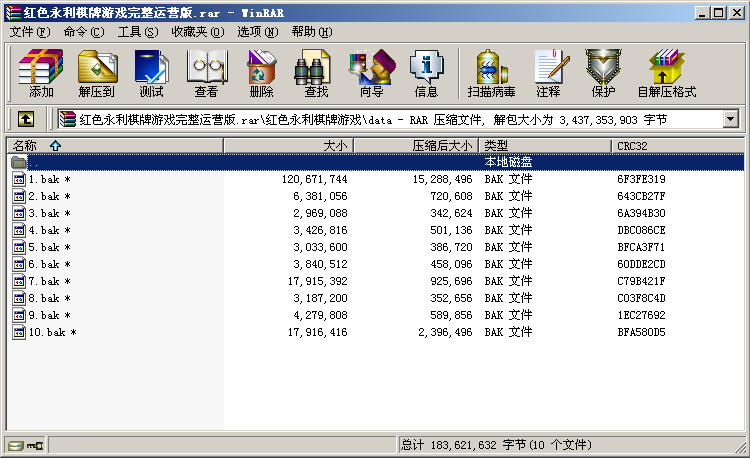 红色永利棋牌游戏完整运营版.rar - WinRAR
文件(F) 命令(C) 工具(S) 收藏夹(O) 选项(N) 帮助(H)
添加 解压到 测试 查看 删除 查找 向导 信息 扫描病毒 注释 保护 自解压格式
红色永利棋牌游戏完整运营版.rar\红色永利棋牌游戏\data - RAR 压缩文件, 解包大小为 3,437,353,903 字节
名称 大小 压缩后大小 类型 CRC32
.. 本地磁盘
1.bak * 120,671,744 15,288,496 BAK 文件 6F3FE319
2.bak * 6,381,056 720,608 BAK 文件 643CB27F
3.bak * 2,969,088 342,624 BAK 文件 6A394B30
4.bak * 3,426,816 501,136 BAK 文件 DBC086CE
5.bak * 3,033,600 386,720 BAK 文件 BFCA3F71
6.bak * 3,840,512 458,096 BAK 文件 60DDE2CD
7.bak * 17,915,392 925,696 BAK 文件 C79B421F
8.bak * 3,187,200 352,656 BAK 文件 C03F8C4D
9.bak * 4,279,808 589,856 BAK 文件 1EC27692
10.bak * 17,916,416 2,396,496 BAK 文件 BFA580D5
总计 183,621,632 字节(10 个文件)